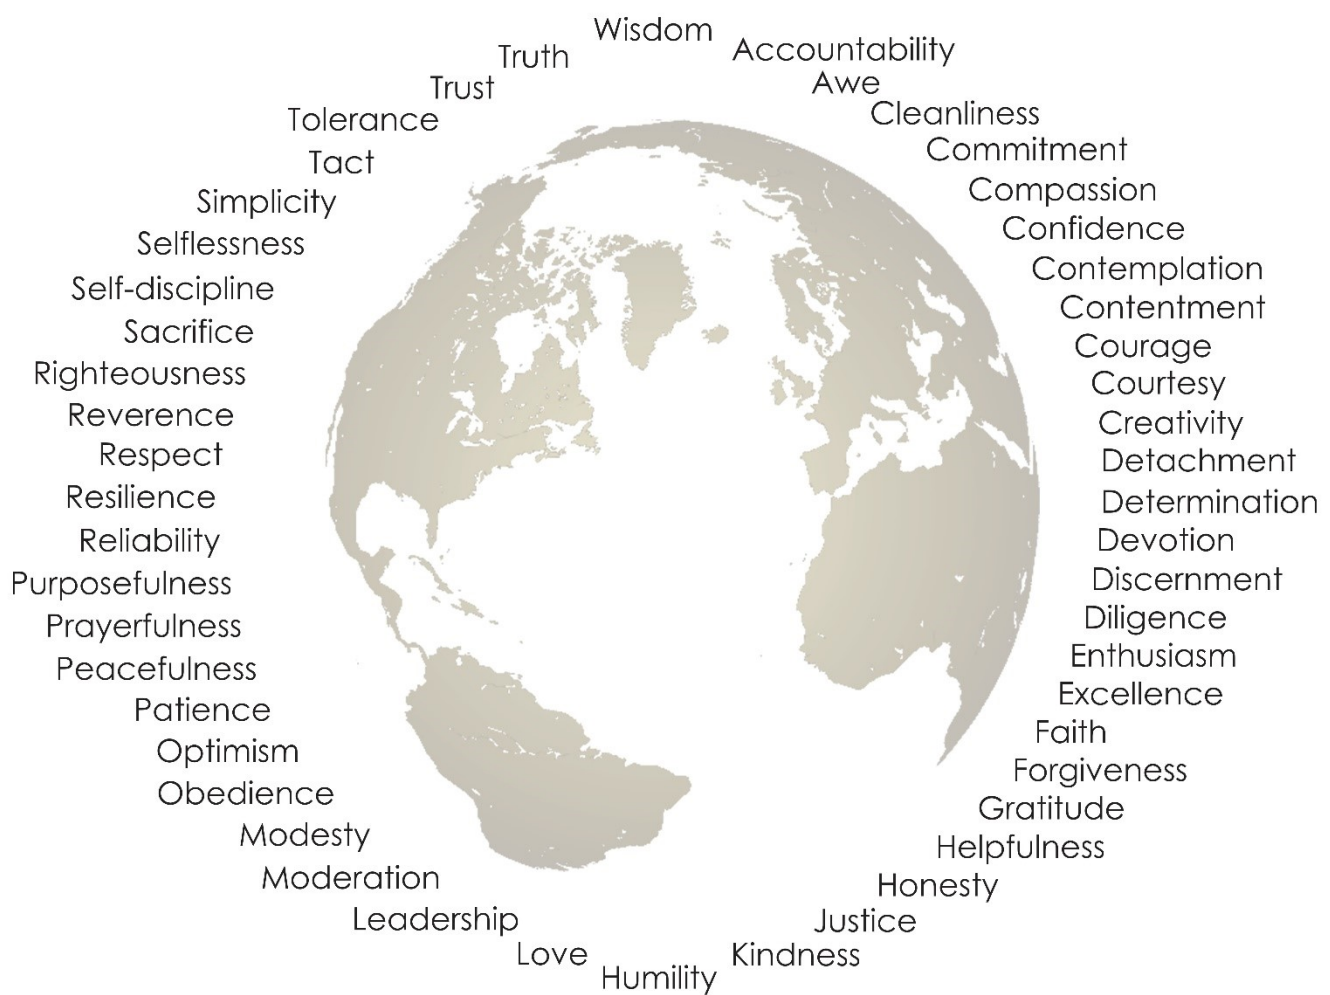 Wisdom
Accountability
Awe
Cleanliness
Commitment
Compassion
Confidence
Contemplation
Contentment
Courage
Courtesy
Creativity
Detachment
Determination
Devotion
Discernment
Diligence
Enthusiasm
Excellence
Faith
Forgiveness
Gratitude
Helpfulness
Honesty
Justice
Kindness
Humility
Love
Leadership
Moderation
Modesty
Obedience
Optimism
Patience
Peacefulness
Prayerfulness
Purposefulness
Reliability
Resilience
Respect
Reverence
Righteousness
Sacrifice
Self-discipline
Selflessness
Simplicity
Tact
Tolerance
Trust
Truth